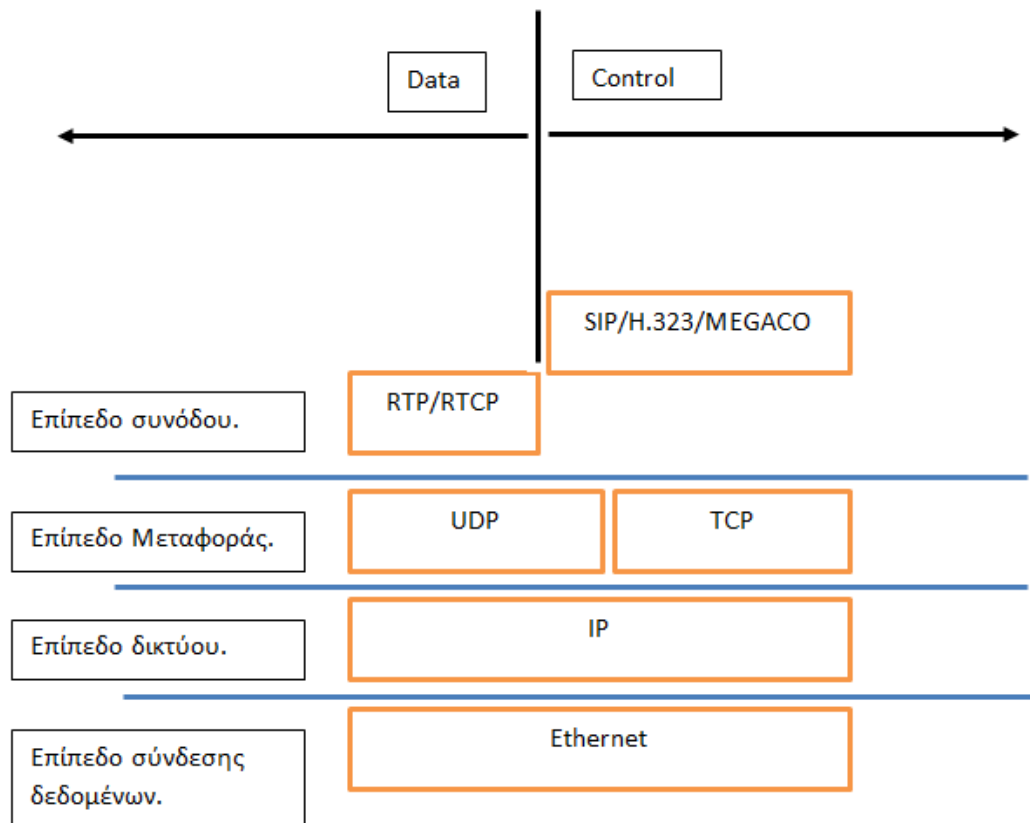 Data
Control
SIP/H.323/MEGACO
Επίπεδο συνόδου.
RTP/RTCP
Επίπεδο Μεταφοράς.
UDP
TCP
Επίπεδο δικτύου.
IP
Επίπεδο σύνδεσης
δεδομένων.
Ethernet